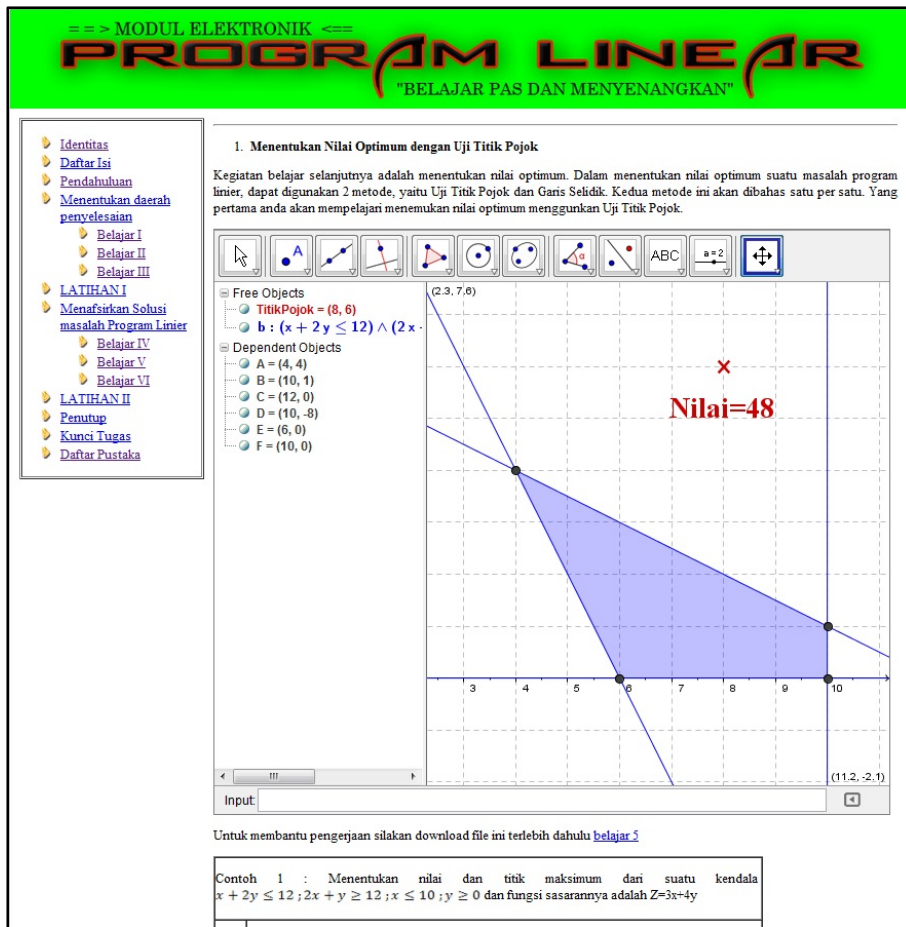 = = > MODUL ELEKTRONIK <==
PROGRAM LINEAR
"BELAJAR PAS DAN MENYENANGKAN"
Identitas
Daftar Isi
Pendahuluan
Menentukan daerah
penyelesaian
Belajar I
Belajar II
Belajar III
LATIHAN I
Menafsirkan Solusi
masalah Program Linier
Belajar IV
Belajar V
Belajar VI
LATIHAN II
Penutup
Kunci Tugas
Daftar Pustaka
1. Menentukan Nilai Optimum dengan Uji Titik Pojok
Kegiatan belajar selanjutnya adalah menentukan nilai optimum. Dalam menentukan nilai optimum suatu masalah program
linier, dapat digunakan 2 metode, yaitu Uji Titik Pojok dan Garis Selidik. Kedua metode ini akan dibahas satu per satu. Yang
pertama anda akan mempelajari menemukan nilai optimum menggunkan Uji Titik Pojok.
A
α
ABC
a=2
Free Objects
TitikPojok = (8, 6)
b : (x + 2 y ≤ 12) ∧ (2 x
Dependent Objects
A = (4, 4)
B = (10, 1)
C = (12, 0)
D = (10, -8)
E = (6, 0)
F = (10, 0)
(2.3, 7.6)
Nilai=48
3 4 5 6 7 8 9 10
(11.2, -2.1)
Input:
Untuk membantu pengerjaan silakan download file ini terlebih dahulu belajar 5
Contoh 1 : Menentukan nilai dan titik maksimum dari suatu kendala
x + 2y ≤ 12 ; 2x + y ≥ 12 ; x ≤ 10 ; y ≥ 0 dan fungsi sasarannya adalah Z=3x+4y